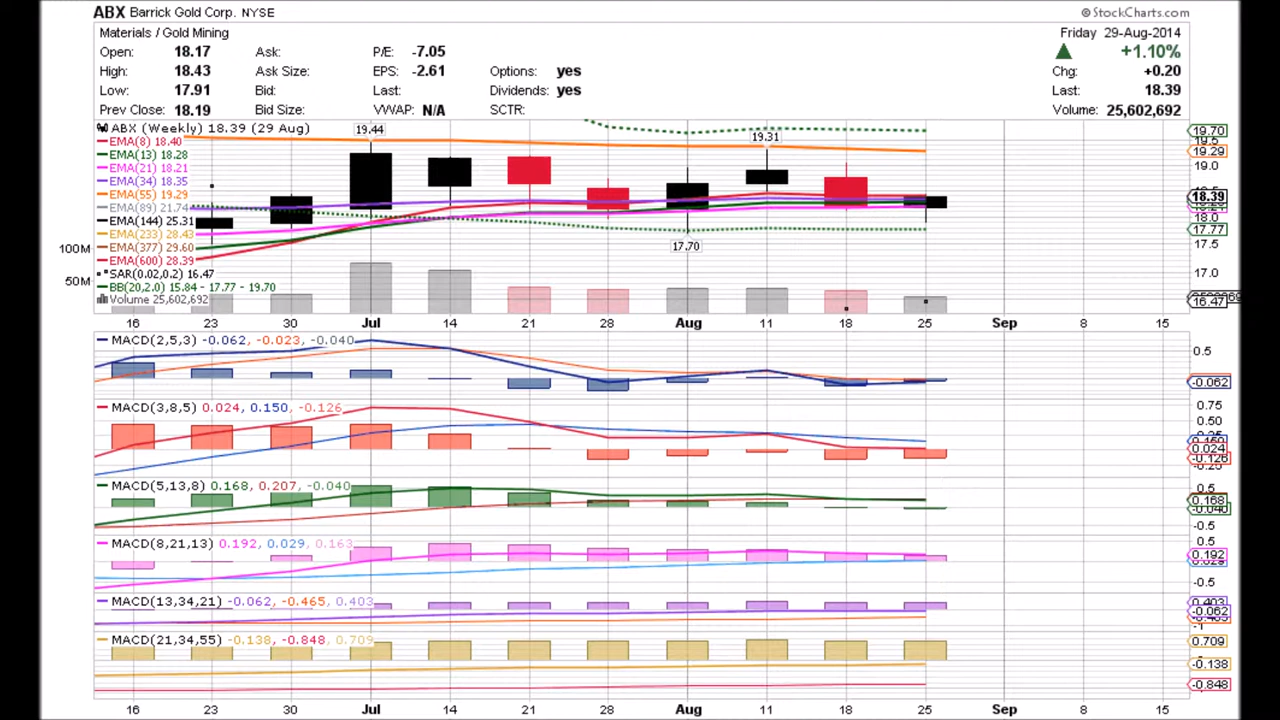 ABX Barrick Gold Corp. NYSE © StockCharts.com
Materials / Gold Mining Friday 29-Aug-2014
Open: 18.17 Ask: P/E: -7.05 +1.10%
High: 18.43 Ask Size: EPS: -2.61 Options: yes Chg: +0.20
Low: 17.91 Bid: Last: Dividends: yes Last: 18.39
Prev Close: 18.19 Bid Size: VWAP: N/A SCTR: Volume: 25,602,692
ABX (Weekly) 18.39 (29 Aug)
EMA(8) 18.40
EMA(13) 18.28
EMA(21) 18.21
EMA(34) 18.35
EMA(55) 19.29
EMA(89) 21.74
EMA(144) 25.31
EMA(233) 28.43
EMA(377) 29.60
EMA(600) 28.39
SAR(0.02,0.2) 16.47
BB(20,2.0) 15.84 - 17.77 - 19.70
Volume 25,602,692
100M
50M
19.44
19.31
17.70
19.70
19.5
19.29
19.0
18.39
18.0
17.77
17.5
17.0
16.47
16 23 30 Jul 14 21 28 Aug 11 18 25 Sep 8 15
MACD(2,5,3) -0.062, -0.023, -0.040
0.5
-0.062
MACD(3,8,5) 0.024, 0.150, -0.126
0.75
0.50
0.024
-0.126
MACD(5,13,8) 0.168, 0.207, -0.040
0.5
0.168
-0.040
-0.5
MACD(8,21,13) 0.192, 0.029, 0.163
0.5
0.192
-0.5
MACD(13,34,21) -0.062, -0.465, 0.403
0.403
-0.062
-1
MACD(21,34,55) -0.138, -0.848, 0.709
0.709
-0.138
-0.848
16 23 30 Jul 14 21 28 Aug 11 18 25 Sep 8 15